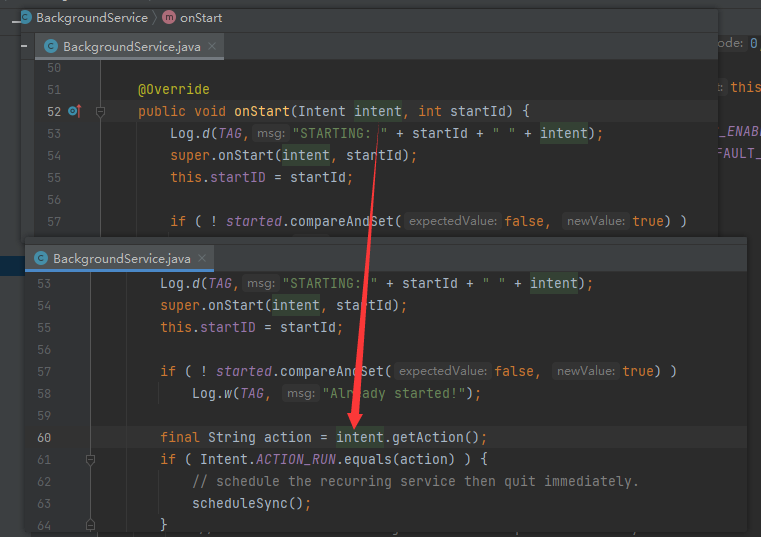 BackgroundService onStart
BackgroundService.java
50
51 @Override
52 public void onStart(Intent intent, int startId) {
53 Log.d(TAG, msg: "STARTING: " + startId + " " + intent);
54 super.onStart(intent, startId);
55 this.startID = startId;
56
57 if ( ! started.compareAndSet( expectedValue: false, newValue: true) )
BackgroundService.java
53 Log.d(TAG, msg: "STARTING: " + startId + " " + intent);
54 super.onStart(intent, startId);
55 this.startID = startId;
56
57 if ( ! started.compareAndSet( expectedValue: false, newValue: true) )
58 Log.w(TAG, msg: "Already started!");
59
60 final String action = intent.getAction();
61 if ( Intent.ACTION_RUN.equals(action) ) {
62 // schedule the recurring service then quit immediately.
63 scheduleSync();
64 }
ode: 0
this
_ENABL
FAULT_